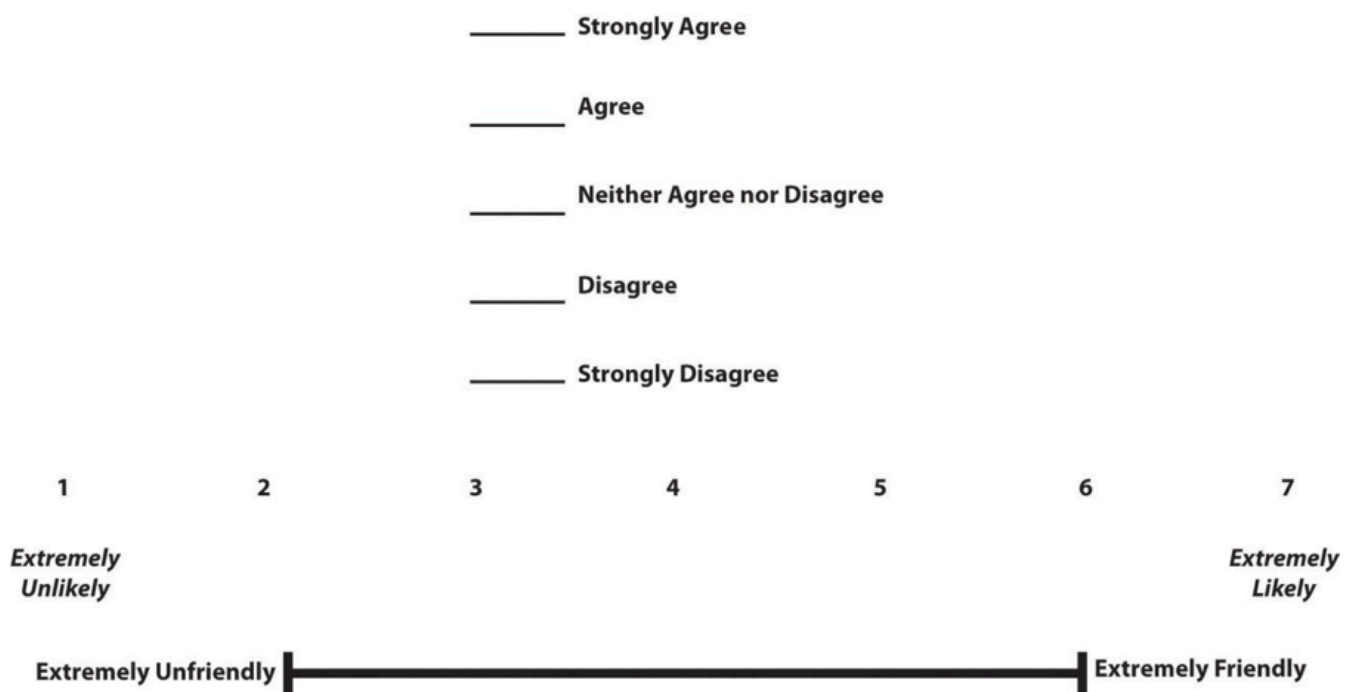 Strongly Agree
Agree
Neither Agree nor Disagree
Disagree
Strongly Disagree
1 2 3 4 5 6 7
Extremely Unlikely
Extremely Likely
Extremely Unfriendly Extremely Friendly